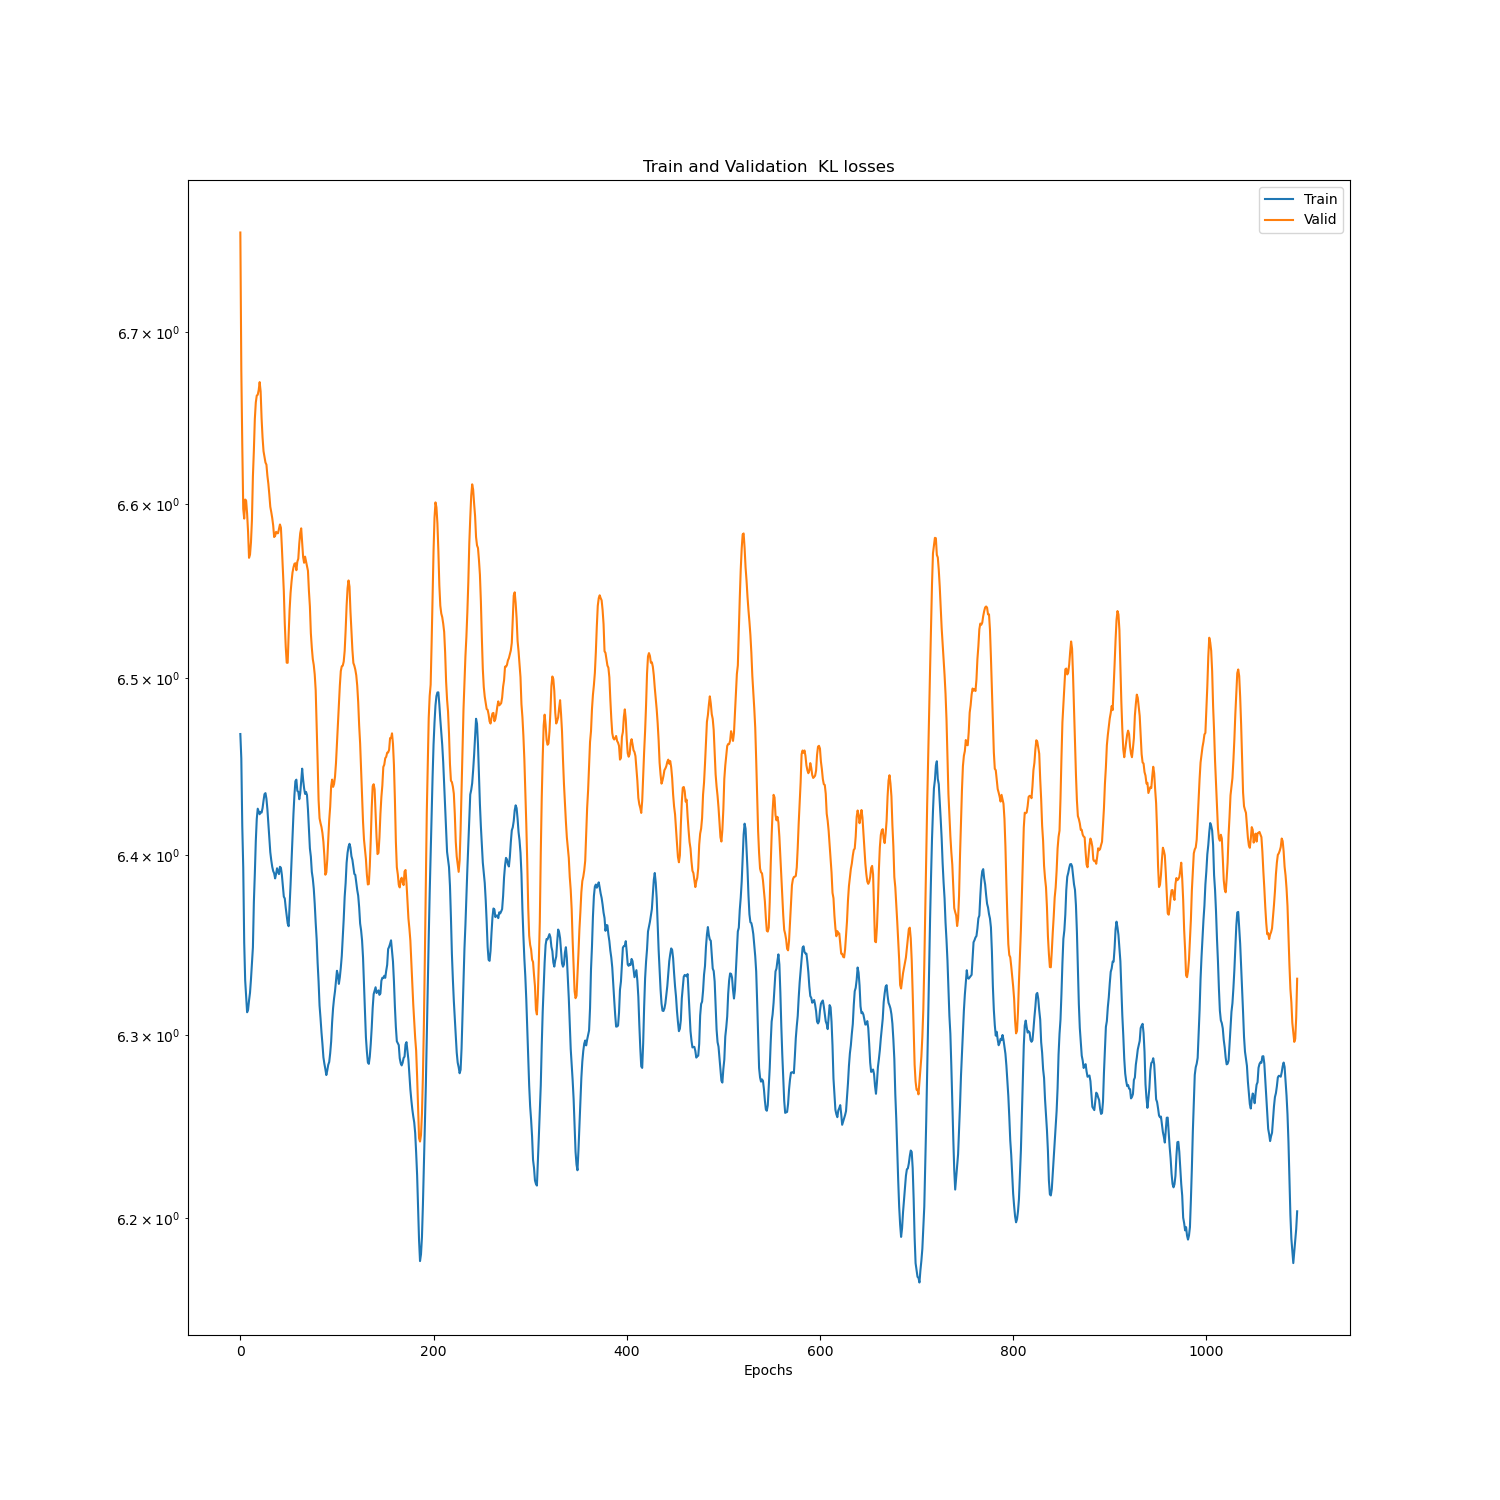 Train and Validation  KL losses
Train
Valid
6.7 × 10⁰
6.6 × 10⁰
6.5 × 10⁰
6.4 × 10⁰
6.3 × 10⁰
6.2 × 10⁰
0 200 400 600 800 1000
Epochs